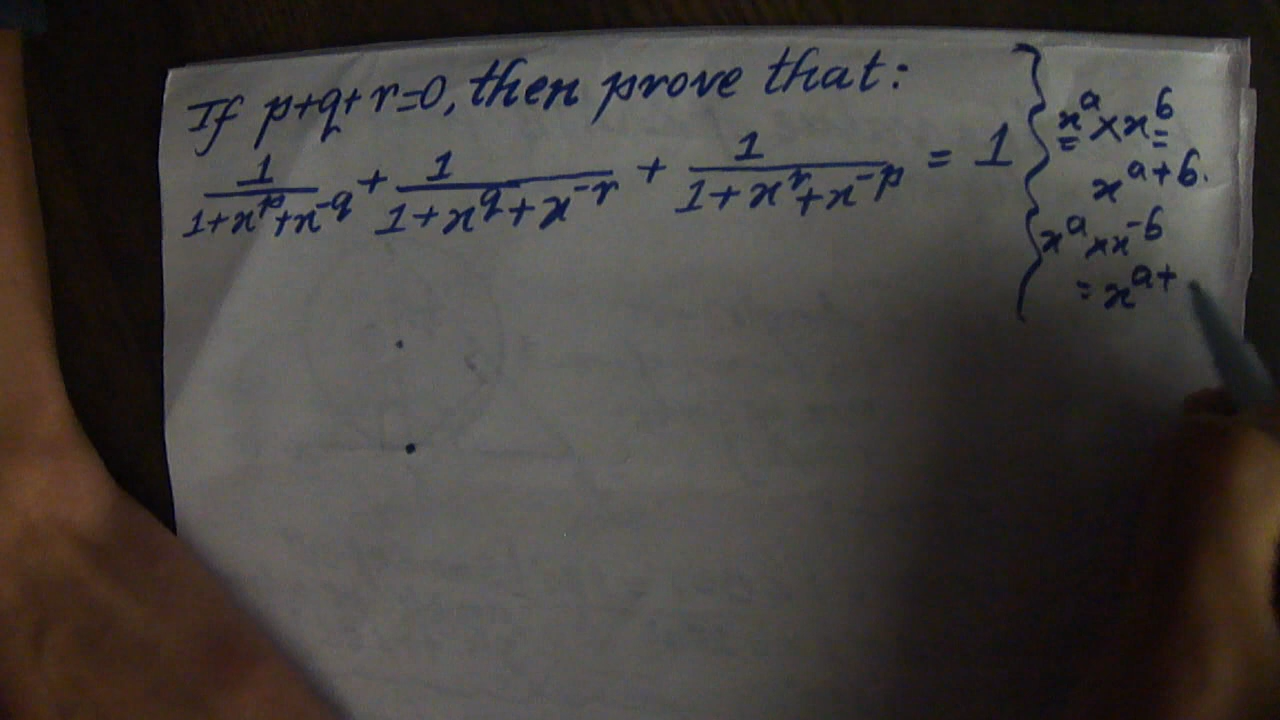 If p+q+r=0, then prove that:
1/(1+x^p+x^-q) + 1/(1+x^q+x^-r) + 1/(1+x^r+x^-p) = 1
x^a × x^b
x^a+b.
x^a × x^-b
= x^a+